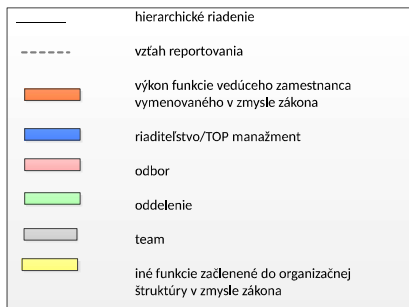 hierarchické riadenie
vzťah reportovania
výkon funkcie vedúceho zamestnanca
vymenovaného v zmysle zákona
riaditeľstvo/TOP manažment
odbor
oddelenie
team
iné funkcie začlenené do organizačnej
štruktúry v zmysle zákona